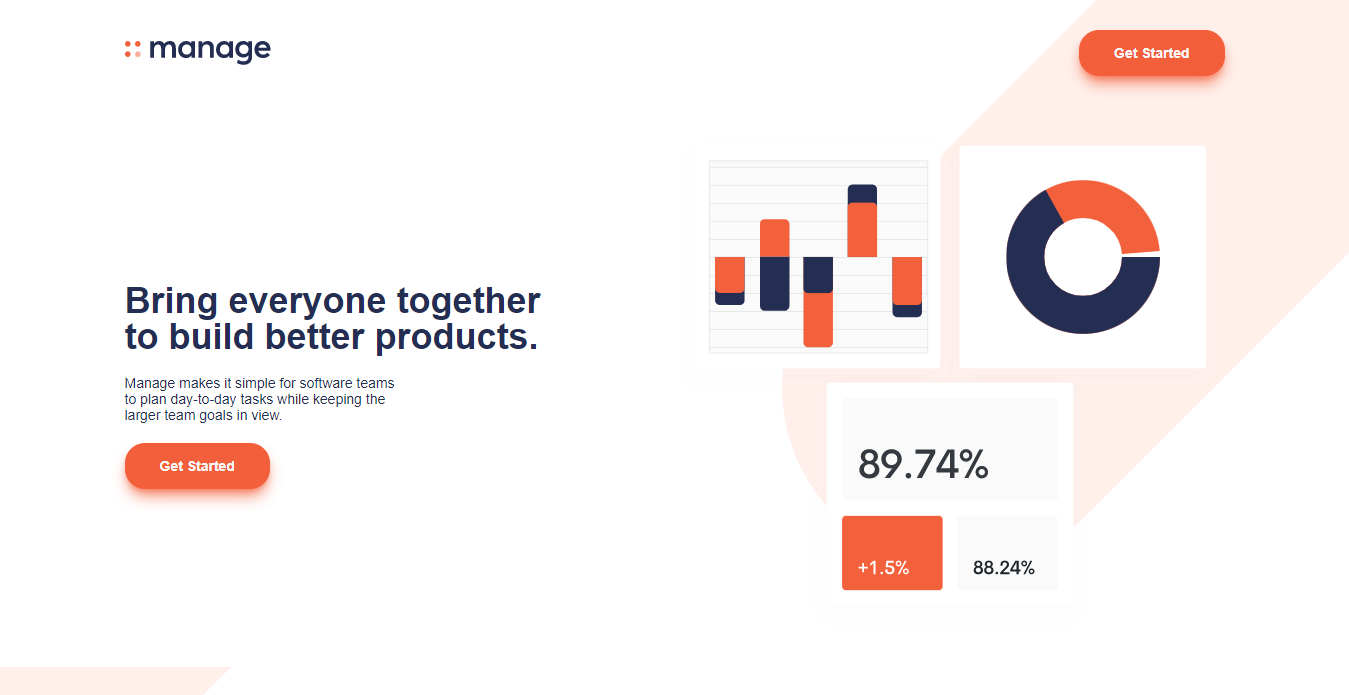 manage
Get Started
Bring everyone together
to build better products.
Manage makes it simple for software teams
to plan day-to-day tasks while keeping the
larger team goals in view.
Get Started
89.74%
+1.5%
88.24%